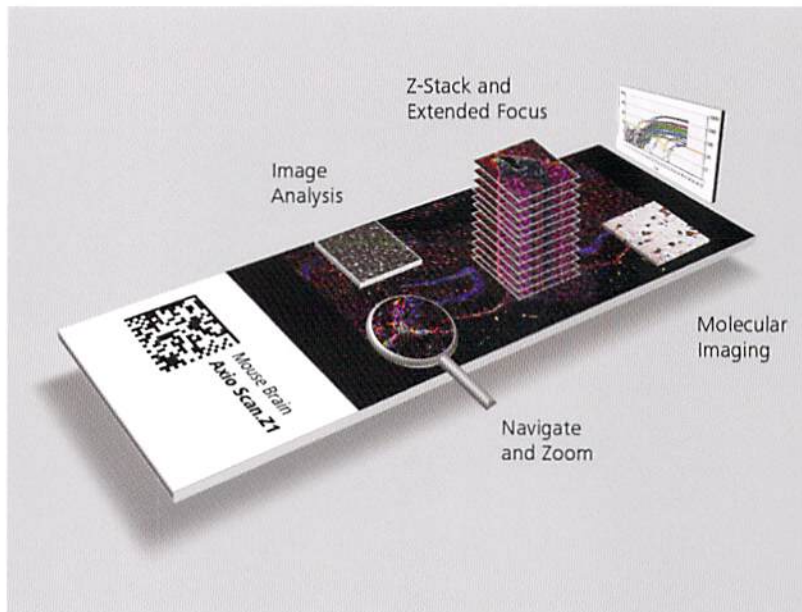 Z-Stack and
Extended Focus
Image
Analysis
Molecular
Imaging
Mouse Brain
Axio Scan.Z1
Navigate
and Zoom